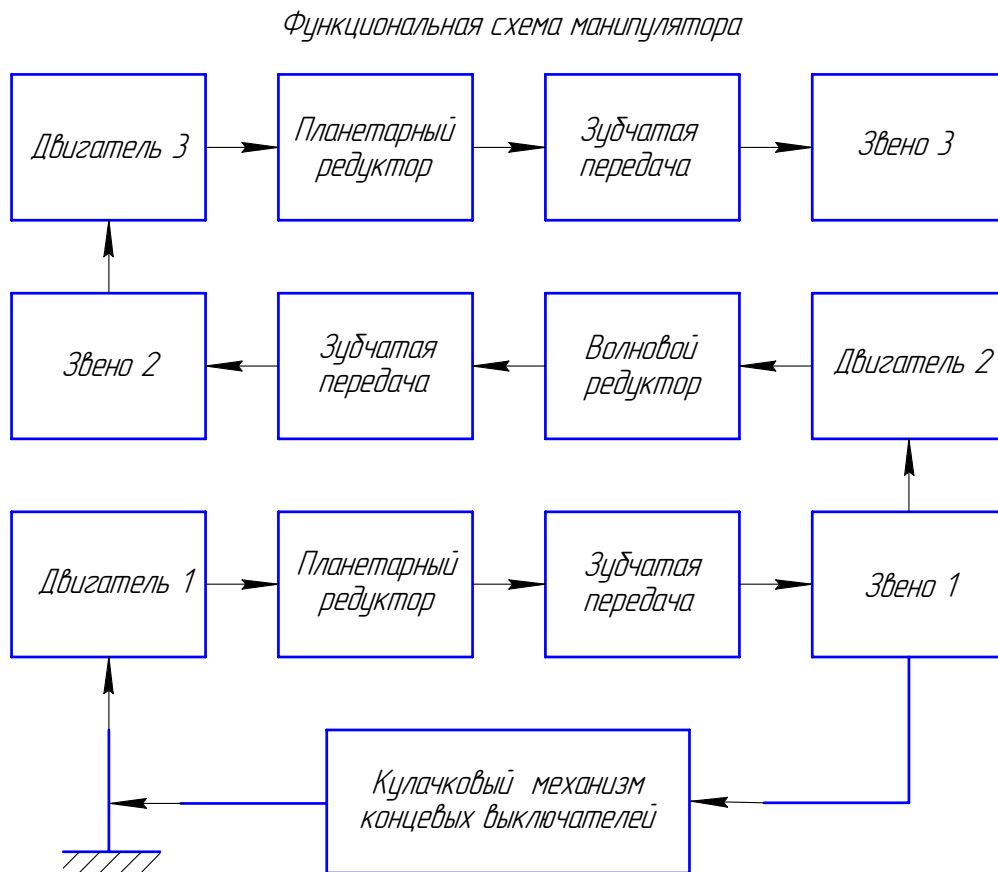 Функциональная схема манипулятора
Двигатель 3
Планетарный
редуктор
Зубчатая
передача
Звено 3
Звено 2
Зубчатая
передача
Волновой
редуктор
Двигатель 2
Двигатель 1
Планетарный
редуктор
Зубчатая
передача
Звено 1
Кулачковый механизм
концевых выключателей